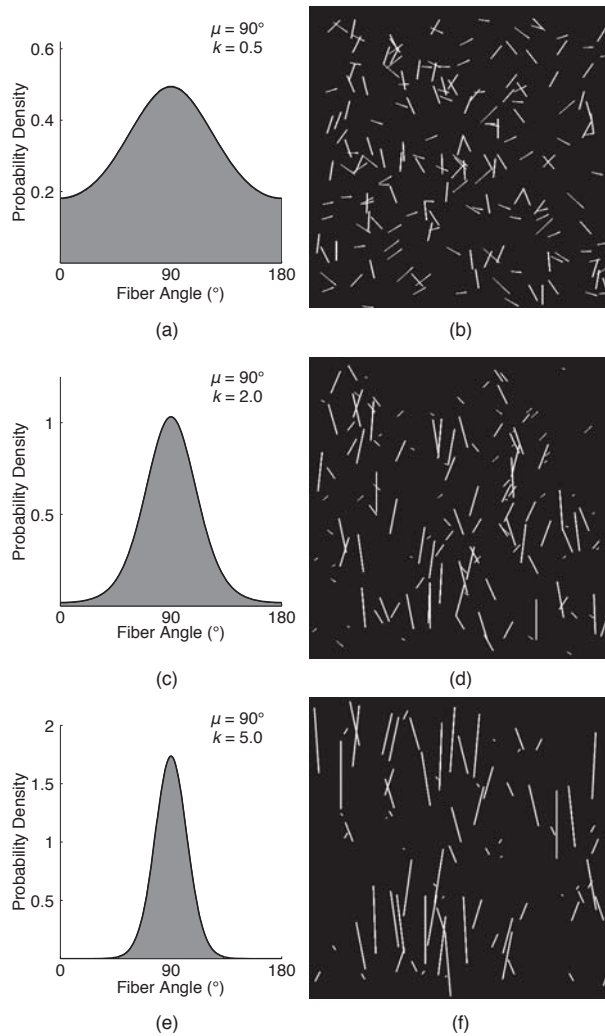 μ = 90°
k = 0.5
0.6
0.4
0.2
Probability Density
0 90 180
Fiber Angle (°)
(a) (b)
μ = 90°
k = 2.0
1
0.5
Probability Density
0 90 180
Fiber Angle (°)
(c) (d)
μ = 90°
k = 5.0
2
1.5
1
0.5
Probability Density
0 90 180
Fiber Angle (°)
(e) (f)